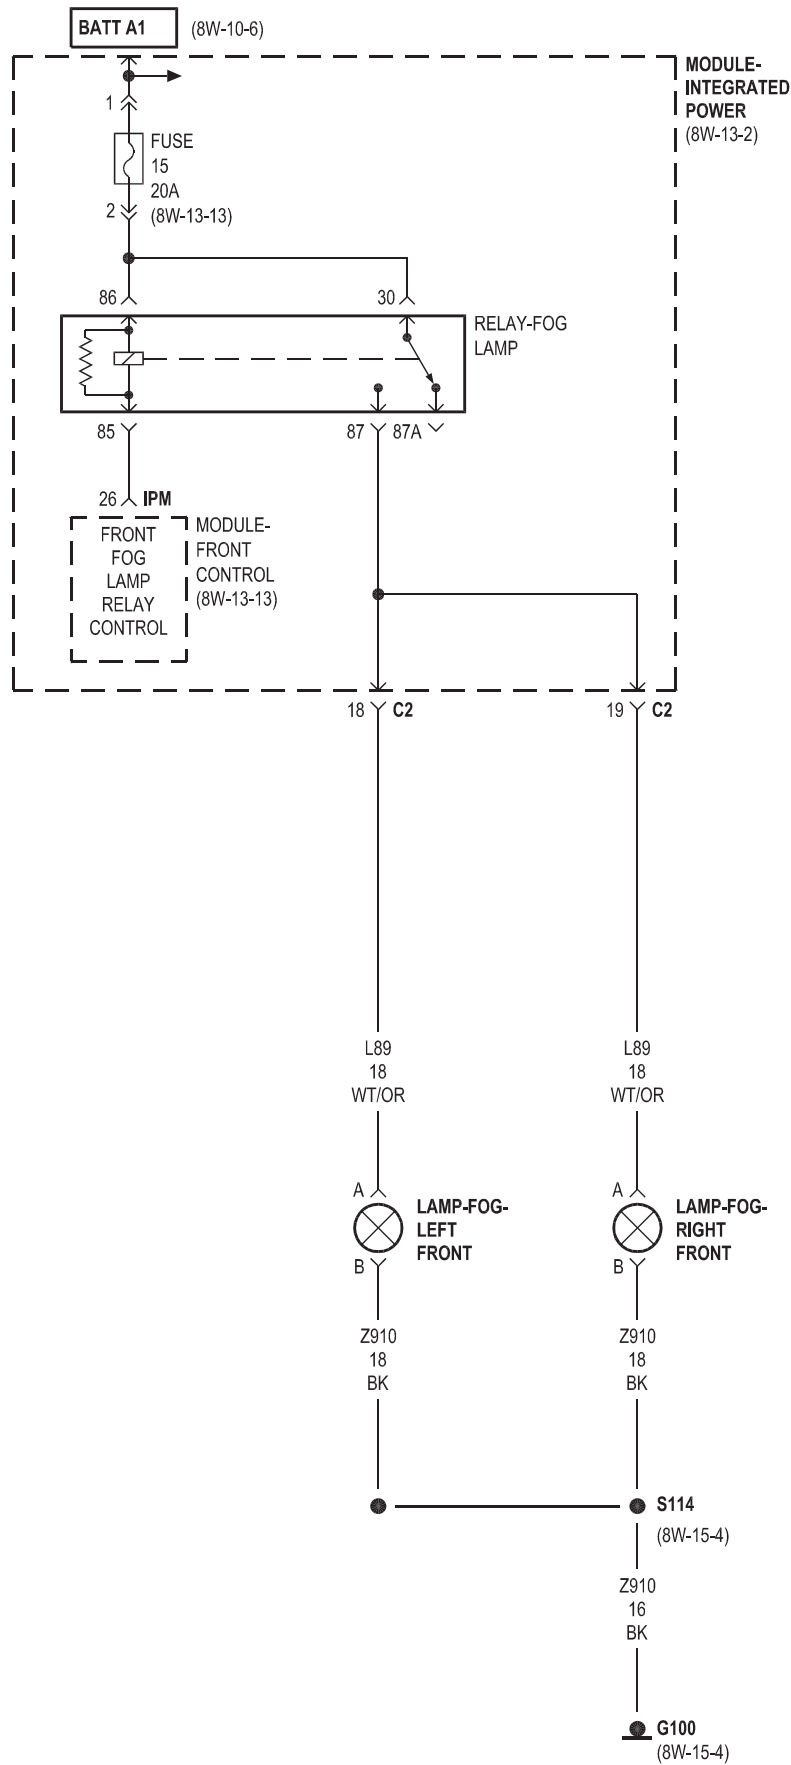 BATT A1
(8W-10-6)
MODULE-
INTEGRATED
POWER
(8W-13-2)
1
FUSE
15
20A
(8W-13-13)
2
86
30
RELAY-FOG
LAMP
85
87
87A
26
IPM
FRONT
FOG
LAMP
RELAY
CONTROL
MODULE-
FRONT
CONTROL
(8W-13-13)
18
C2
19
C2
L89
18
WT/OR
L89
18
WT/OR
A
LAMP-FOG-
LEFT
FRONT
B
A
LAMP-FOG-
RIGHT
FRONT
B
Z910
18
BK
Z910
18
BK
S114
(8W-15-4)
Z910
16
BK
G100
(8W-15-4)